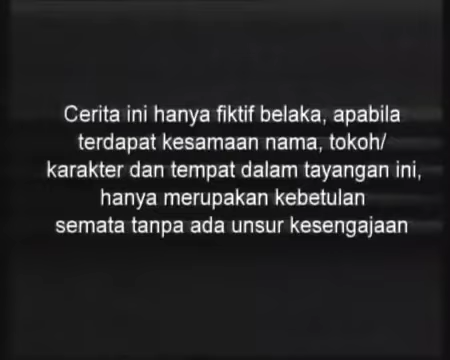 Cerita ini hanya fiktif belaka, apabila
terdapat kesamaan nama, tokoh/
karakter dan tempat dalam tayangan ini,
hanya merupakan kebetulan
semata tanpa ada unsur kesengajaan